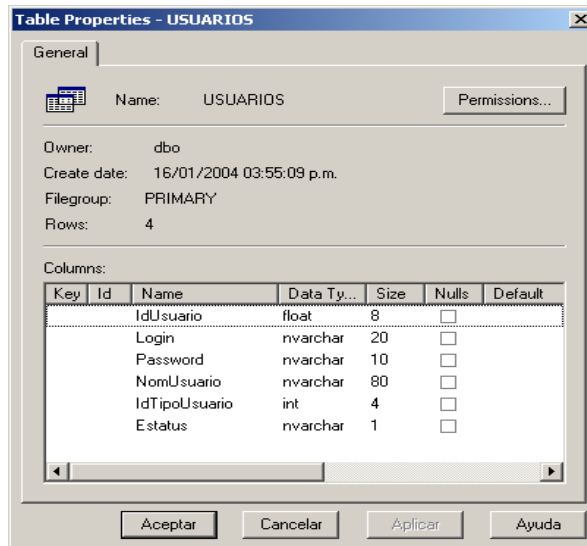 Table Properties - USUARIOS
General
Name: USUARIOS Permissions...
Owner: dbo
Create date: 16/01/2004 03:55:09 p.m.
Filegroup: PRIMARY
Rows: 4
Columns:
Key Id Name Data Ty... Size Nulls Default
IdUsuario float 8
Login nvarchar 20
Password nvarchar 10
NomUsuario nvarchar 80
IdTipoUsuario int 4
Estatus nvarchar 1
Aceptar Cancelar Aplicar Ayuda